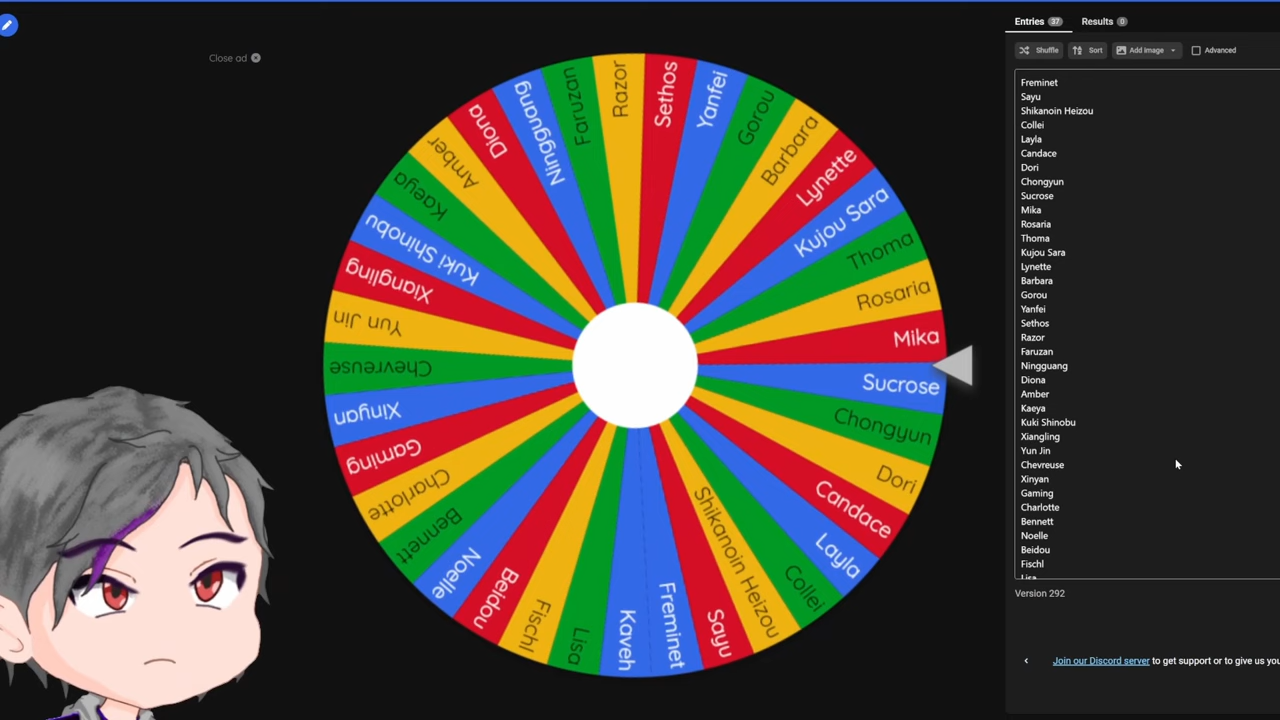 Entries 37 Results 0
Close ad
Shuffle Sort Add image Advanced
Freminet
Sayu
Shikanoin Heizou
Collei
Layla
Candace
Dori
Chongyun
Sucrose
Mika
Rosaria
Thoma
Kujou Sara
Lynette
Barbara
Gorou
Yanfei
Sethos
Razor
Faruzan
Ningguang
Diona
Amber
Kaeya
Kuki Shinobu
Xiangling
Yun Jin
Chevreuse
Xinyan
Gaming
Charlotte
Bennett
Noelle
Beidou
Fischl
Lisa
Version 292
Join our Discord server to get support or to give us you
Sethos
Yanfei
Gorou
Barbara
Lynette
Kujou Sara
Thoma
Rosaria
Mika
Sucrose
Chongyun
Dori
Candace
Layla
Collei
Shikanoin Heizou
Sayu
Freminet
Kaveh
Lisa
Fischl
Beidou
Noelle
Bennett
Charlotte
Gaming
Xinyan
Chevreuse
Yun Jin
Xiangling
Kuki Shinobu
Kaeya
Amber
Diona
Ningguang
Faruzan
Razor